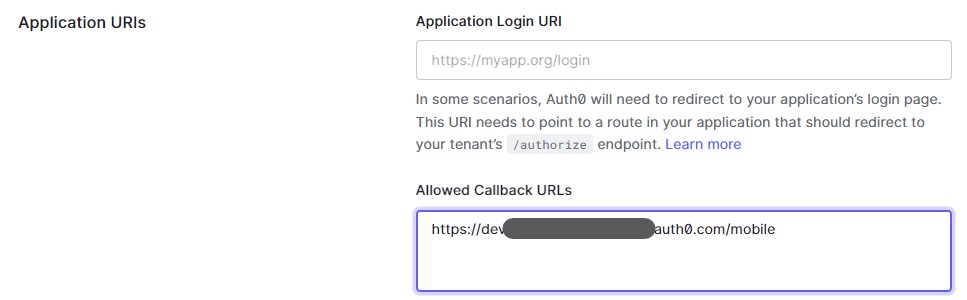 Application URIs
Application Login URI
https://myapp.org/login
In some scenarios, Auth0 will need to redirect to your application's login page.
This URI needs to point to a route in your application that should redirect to
your tenant's /authorize endpoint. Learn more
Allowed Callback URLs
https://dev auth0.com/mobile